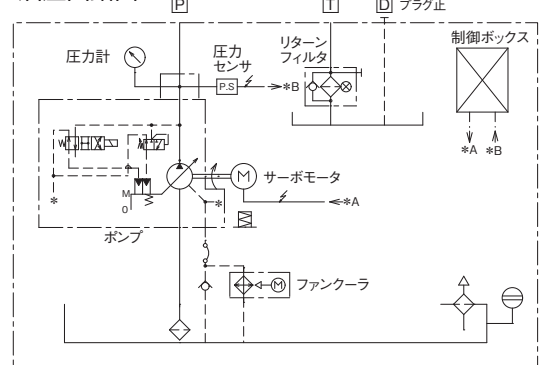 P
T
D プラグ止
圧力計
圧力
センサ
P.S
*B
リターン
フィルタ
制御ボックス
*A *B
M
サーボモータ
*A
*
*
M
0
ポンプ
M
ファンクーラ